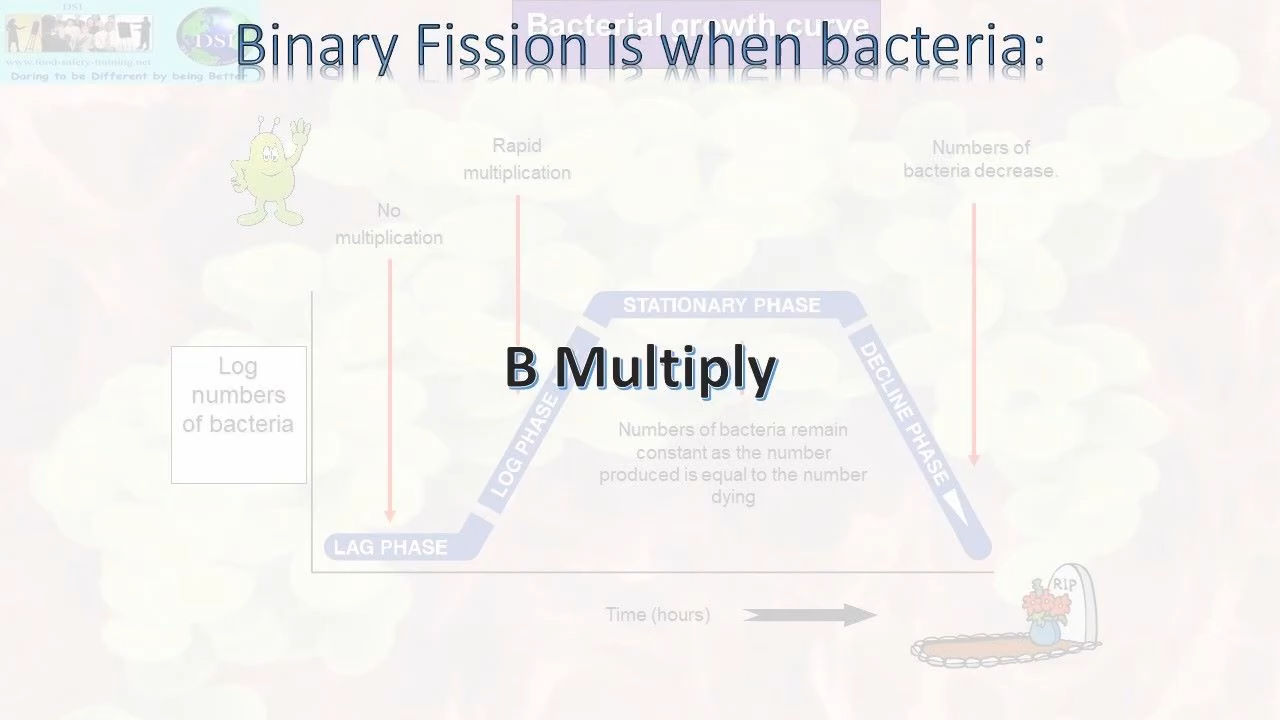 DSI
DSI
www.food-safety-training.net
Daring to be Different by being Better
Bacterial growth curve
Binary Fission is when bacteria:
Rapid
multiplication
Numbers of
bacteria decrease.
No
multiplication
STATIONARY PHASE
B Multiply
DECLINE PHASE
Log
numbers
of bacteria
LOG PHASE
Numbers of bacteria remain
constant as the number
produced is equal to the number
dying
LAG PHASE
RIP
Time (hours)